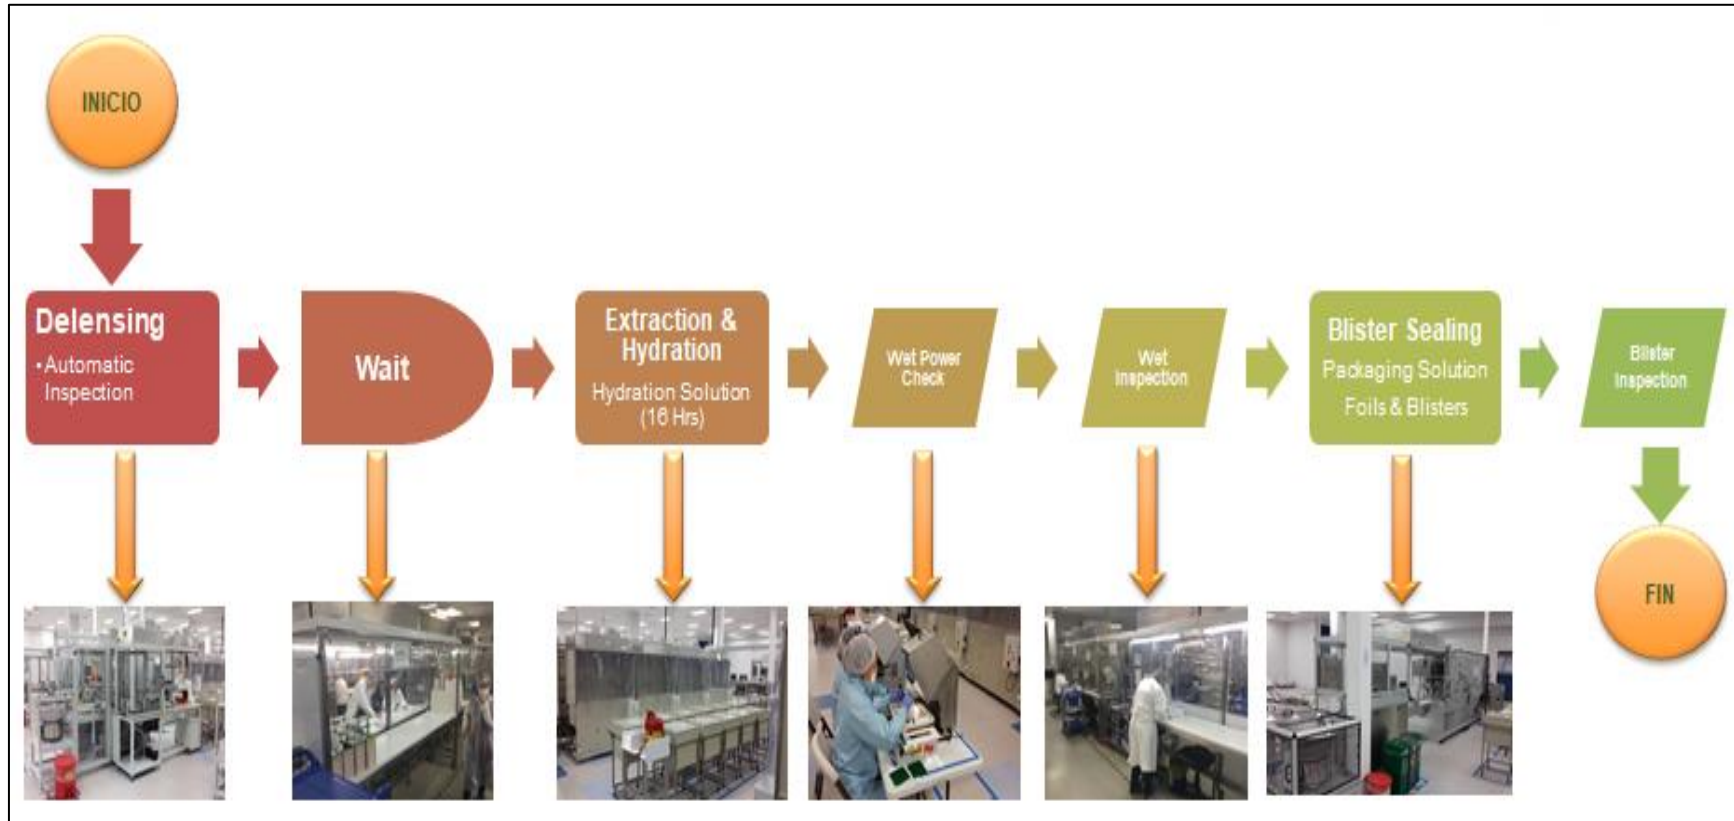 INICIO
Delensing
•Automatic
Inspection
Wait
Extraction &
Hydration
Hydration Solution
(16 Hrs)
Wet Power
Check
Wet
Inspection
Blister Sealing
Packaging Solution
Foils & Blisters
Blister
Inspection
FIN